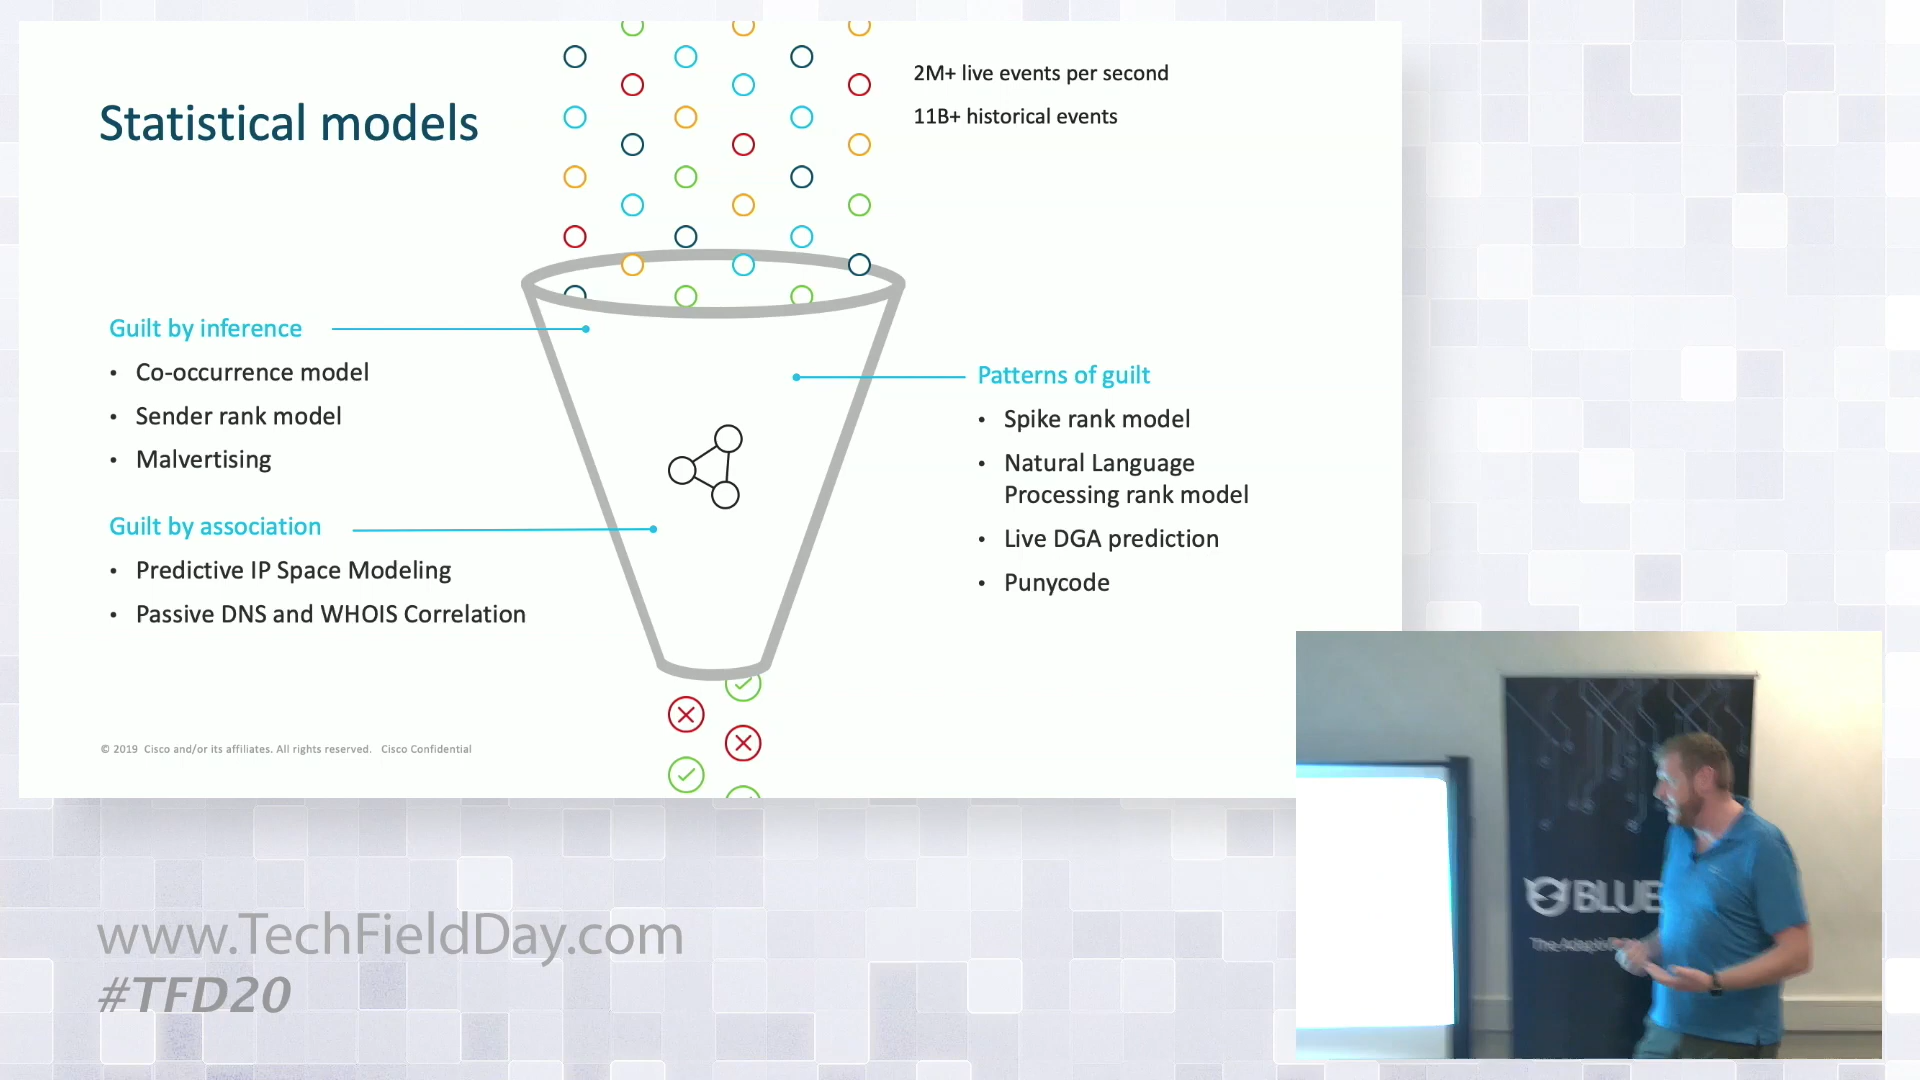 Statistical models
2M+ live events per second
11B+ historical events
Guilt by inference
• Co-occurrence model
• Sender rank model
• Malvertising
Guilt by association
• Predictive IP Space Modeling
• Passive DNS and WHOIS Correlation
Patterns of guilt
• Spike rank model
• Natural Language
Processing rank model
• Live DGA prediction
• Punycode
© 2019 Cisco and/or its affiliates. All rights reserved. Cisco Confidential
www.TechFieldDay.com
#TFD20
BLUE
The